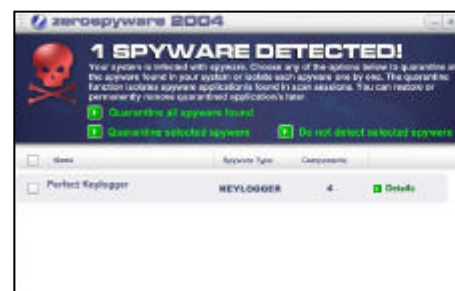 zerospyware 2004
1 SPYWARE DETECTED!
Your system is infected with spyware. Choose any of the options below to quarantine all
the spyware found in your system or isolate each spyware one by one. The quarantine
function isolates spyware applications found in scan sessions. You can restore or
permanently remove quarantined application's later.
Quarantine all spyware found
Quarantine selected spyware
Do not detect selected spyware
Name Spyware Type Components
Perfect Keylogger KEYLOGGER 4 Details